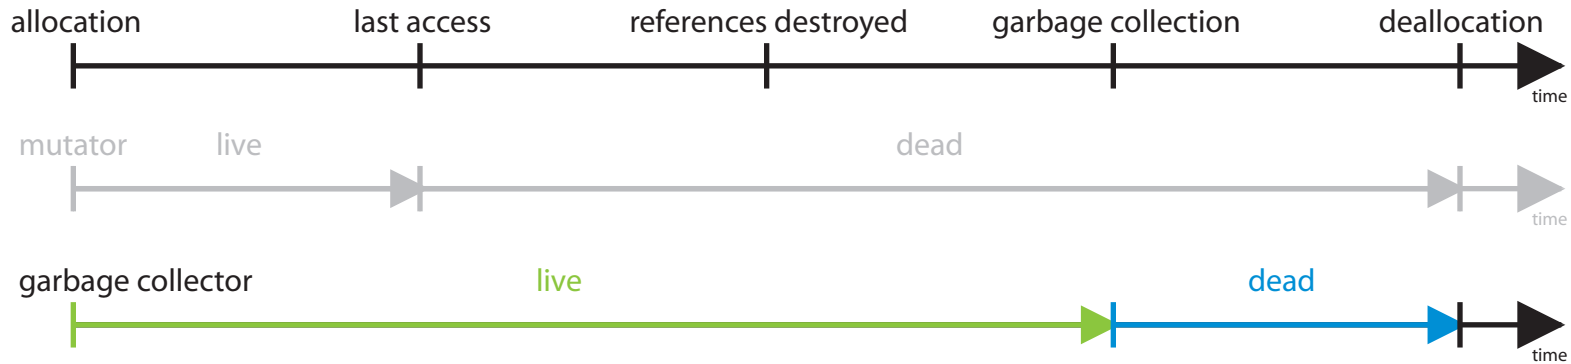 allocation last access references destroyed garbage collection deallocation
time
mutator live dead
time
garbage collector live dead
time